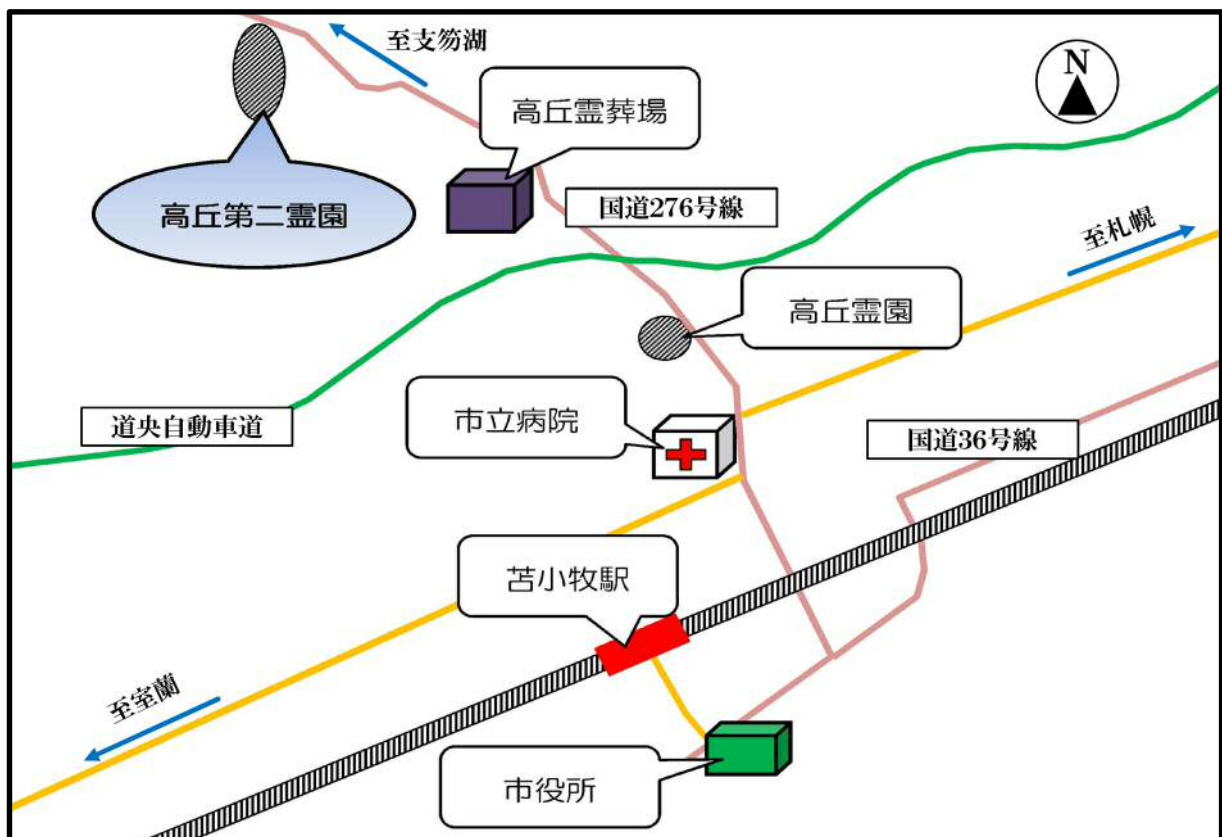 至支笏湖
N
高丘霊葬場
高丘第二霊園
国道276号線
至札幌
高丘霊園
道央自動車道
市立病院
国道36号線
苫小牧駅
至室蘭
市役所